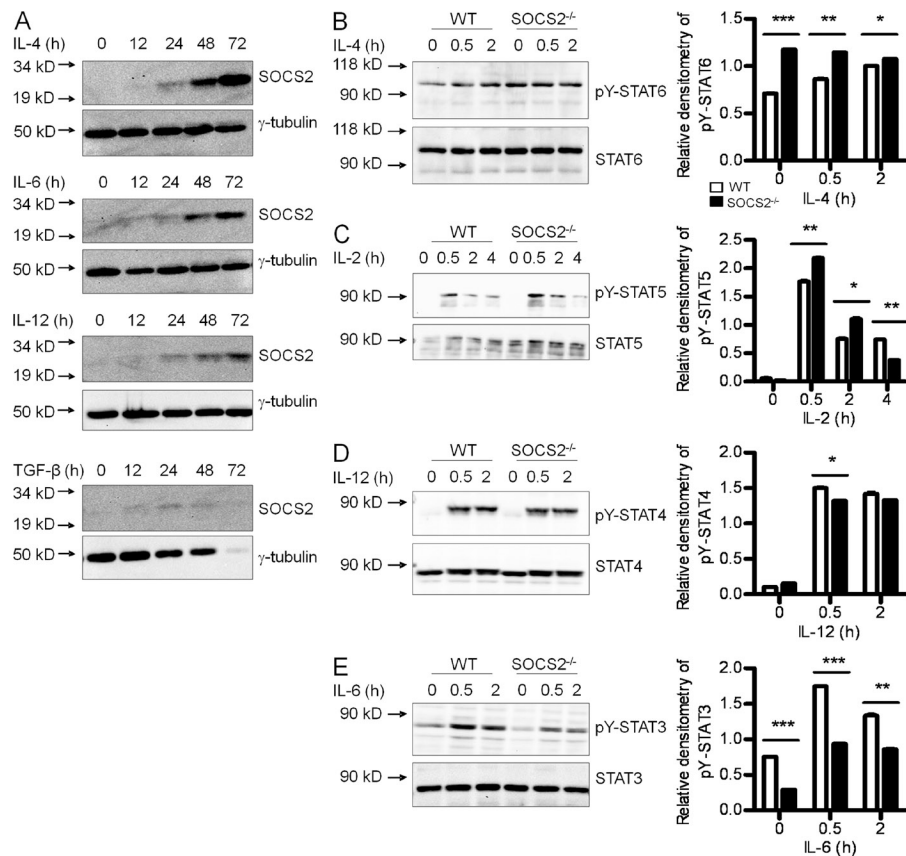 A
IL-4 (h) 0 12 24 48 72
34 kD
19 kD
SOCS2
50 kD
γ-tubulin
IL-6 (h) 0 12 24 48 72
34 kD
19 kD
SOCS2
50 kD
γ-tubulin
IL-12 (h) 0 12 24 48 72
34 kD
19 kD
SOCS2
50 kD
γ-tubulin
TGF-β (h) 0 12 24 48 72
34 kD
19 kD
SOCS2
50 kD
γ-tubulin
B
WT SOCS2-/-
IL-4 (h) 0 0.5 2 0 0.5 2
118 kD
90 kD
pY-STAT6
118 kD
90 kD
STAT6
Relative densitometry of
pY-STAT6
1.5
1.0
0.5
0.0
*** ** *
0 0.5 2
IL-4 (h)
WT
SOCS2-/-
C
WT SOCS2-/-
IL-2 (h) 0 0.5 2 4 0 0.5 2 4
90 kD
pY-STAT5
90 kD
STAT5
Relative densitometry of
pY-STAT5
2.5
2.0
1.5
1.0
0.5
0.0
** * **
0 0.5 2 4
IL-2 (h)
D
WT SOCS2-/-
IL-12 (h) 0 0.5 2 0 0.5 2
90 kD
pY-STAT4
90 kD
STAT4
Relative densitometry of
pY-STAT4
2.0
1.5
1.0
0.5
0.0
*
0 0.5 2
IL-12 (h)
E
WT SOCS2-/-
IL-6 (h) 0 0.5 2 0 0.5 2
90 kD
pY-STAT3
90 kD
STAT3
Relative densitometry of
pY-STAT3
2.0
1.5
1.0
0.5
0.0
*** *** **
0 0.5 2
IL-6 (h)